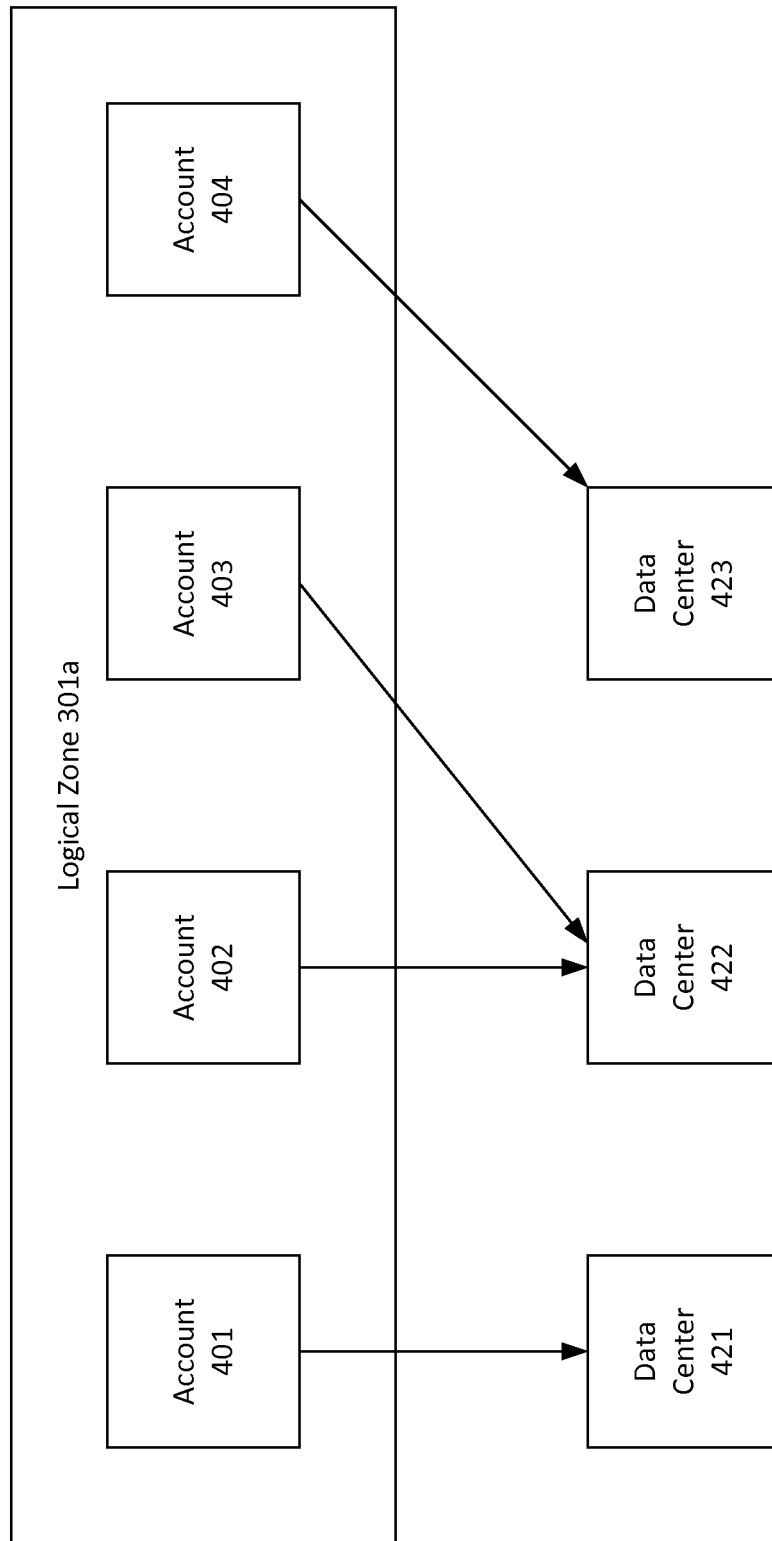 Logical Zone 301a
Account
401
Account
402
Account
403
Account
404
Data
Center
421
Data
Center
422
Data
Center
423